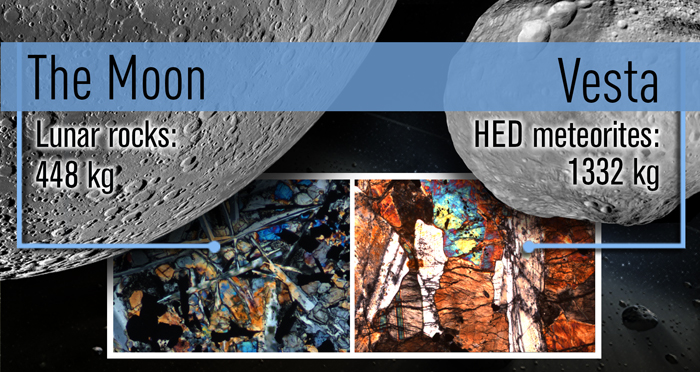 The Moon
Lunar rocks:
448 kg
Vesta
HED meteorites:
1332 kg